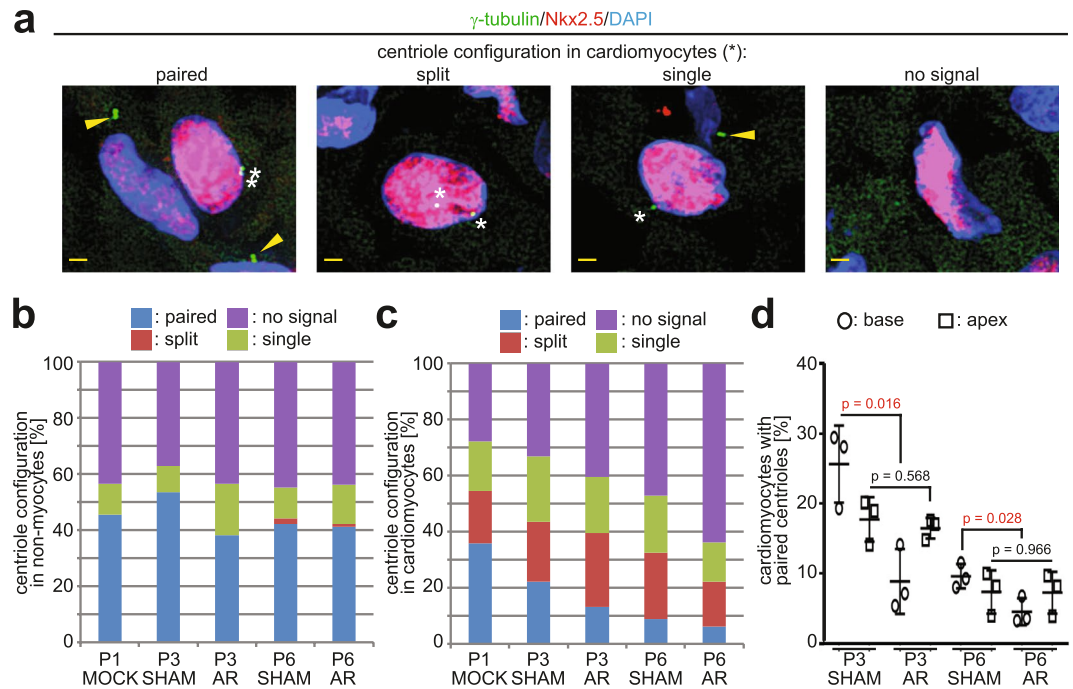 a
γ-tubulin/Nkx2.5/DAPI
centriole configuration in cardiomyocytes (*):
paired split single no signal
* * * * *
b
: paired : no signal
: split : single
centriole configuration
in non-myocytes [%]
100
80
60
40
20
0
P1 P3 P3 P6 P6
MOCK SHAM AR SHAM AR
c
: paired : no signal
: split : single
centriole configuration
in cardiomyocytes [%]
100
80
60
40
20
0
P1 P3 P3 P6 P6
MOCK SHAM AR SHAM AR
d
: base : apex
cardiomyocytes with
paired centrioles [%]
40
30
20
10
0
p = 0.016
p = 0.568
p = 0.028
p = 0.966
P3 P3 P6 P6
SHAM AR SHAM AR